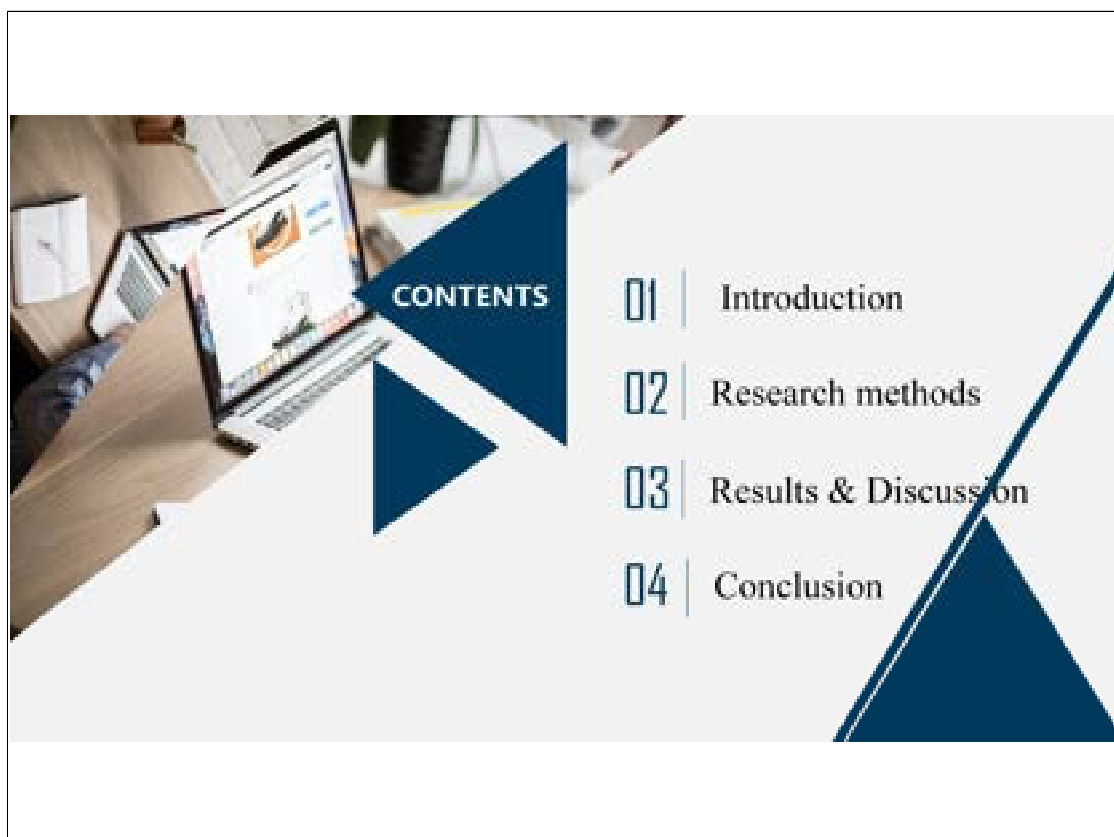 CONTENTS
01 Introduction
02 Research methods
03 Results & Discussion
04 Conclusion